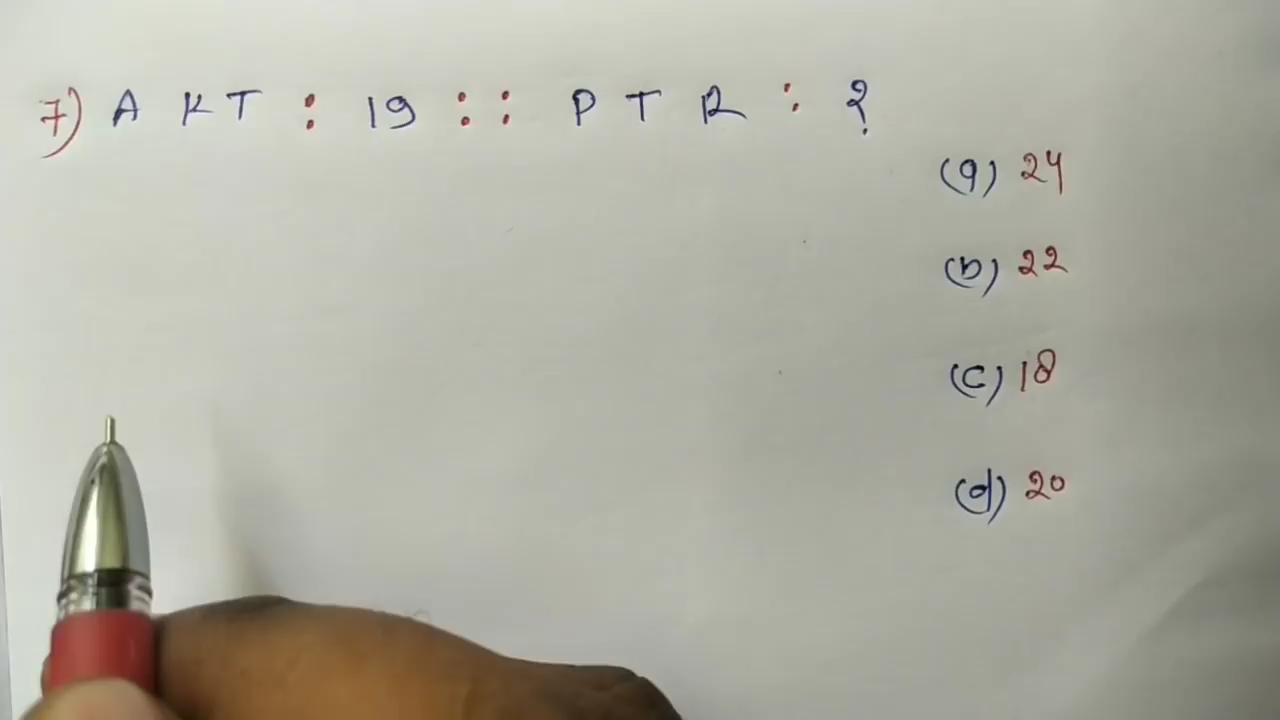 7) A K T : 19 :: P T R : ?
(a) 24
(b) 22
(c) 18
(d) 20